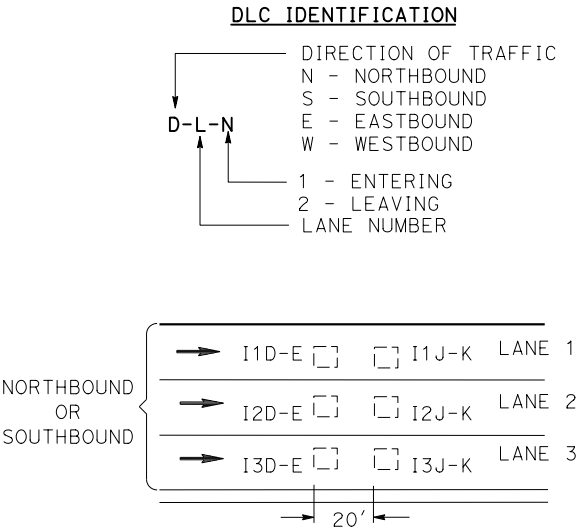 DLC IDENTIFICATION
DIRECTION OF TRAFFIC
N - NORTHBOUND
S - SOUTHBOUND
E - EASTBOUND
W - WESTBOUND
D-L-N
1 - ENTERING
2 - LEAVING
LANE NUMBER
I1D-E I1J-K LANE 1
NORTHBOUND
OR
SOUTHBOUND
I2D-E I2J-K LANE 2
I3D-E I3J-K LANE 3
20'